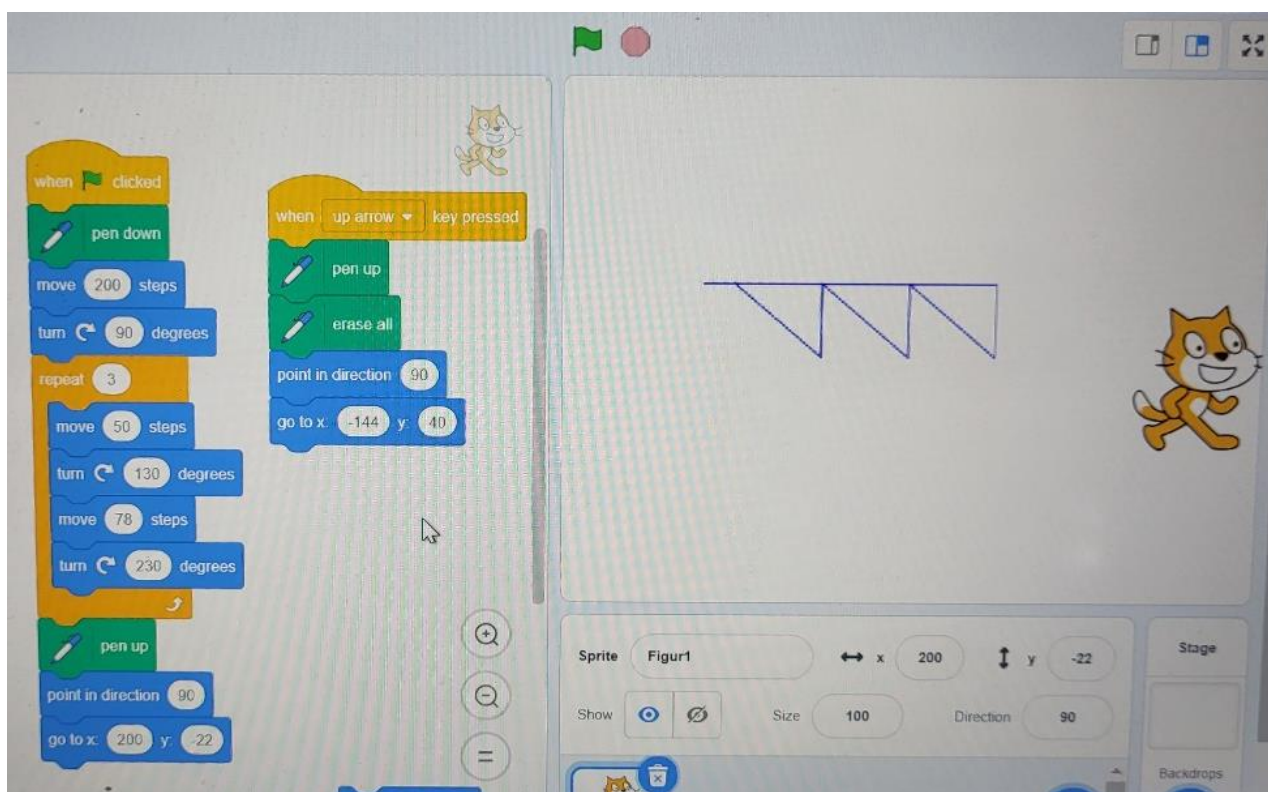 when clicked
pen down
move 200 steps
turn 90 degrees
repeat 3
move 50 steps
turn 130 degrees
move 78 steps
turn 230 degrees
pen up
point in direction 90
go to x: 200 y: -22
when up arrow key pressed
pen up
erase all
point in direction 90
go to x: -144 y: 40
Sprite Figur1 x 200 y -22
Show Size 100 Direction 90
Stage
Backdrops